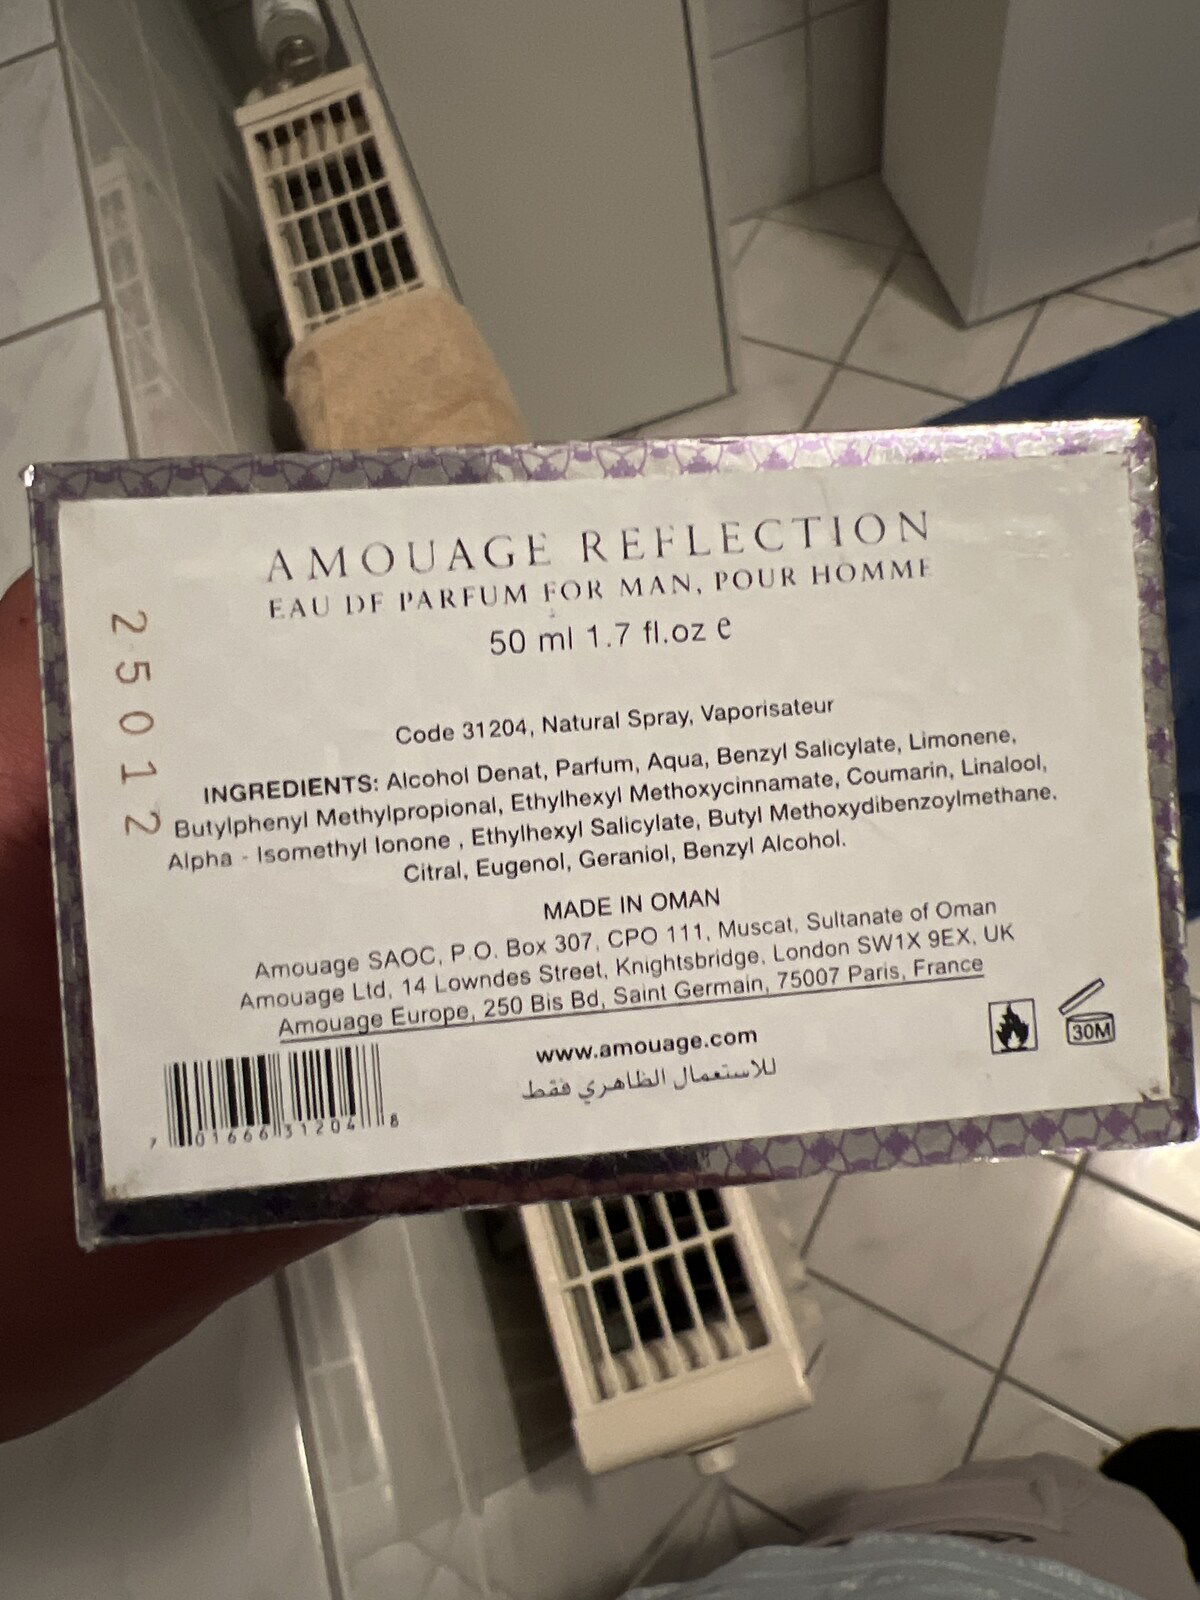 AMOUAGE REFLECTION
EAU DE PARFUM FOR MAN, POUR HOMME
50 ml 1.7 fl.oz e
25012
Code 31204, Natural Spray, Vaporisateur
INGREDIENTS: Alcohol Denat, Parfum, Aqua, Benzyl Salicylate, Limonene,
Butylphenyl Methylpropional, Ethylhexyl Methoxycinnamate, Coumarin, Linalool,
Alpha - Isomethyl Ionone , Ethylhexyl Salicylate, Butyl Methoxydibenzoylmethane,
Citral, Eugenol, Geraniol, Benzyl Alcohol.
MADE IN OMAN
Amouage SAOC, P.O. Box 307, CPO 111, Muscat, Sultanate of Oman
Amouage Ltd, 14 Lowndes Street, Knightsbridge, London SW1X 9EX, UK
Amouage Europe, 250 Bis Bd, Saint Germain, 75007 Paris, France
www.amouage.com
للاستعمال الظاهري فقط
30M
7 01666 31204 8